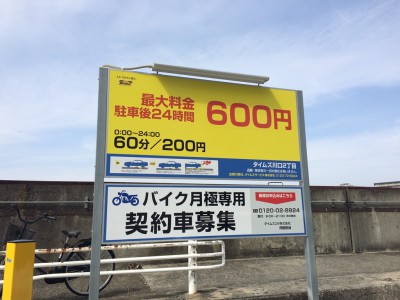 最大料金
駐車後24時間
600円
0:00~24:00
60分/200円
タイムズ川口2丁目
バイク月極専用
契約車募集
0120-02-8924